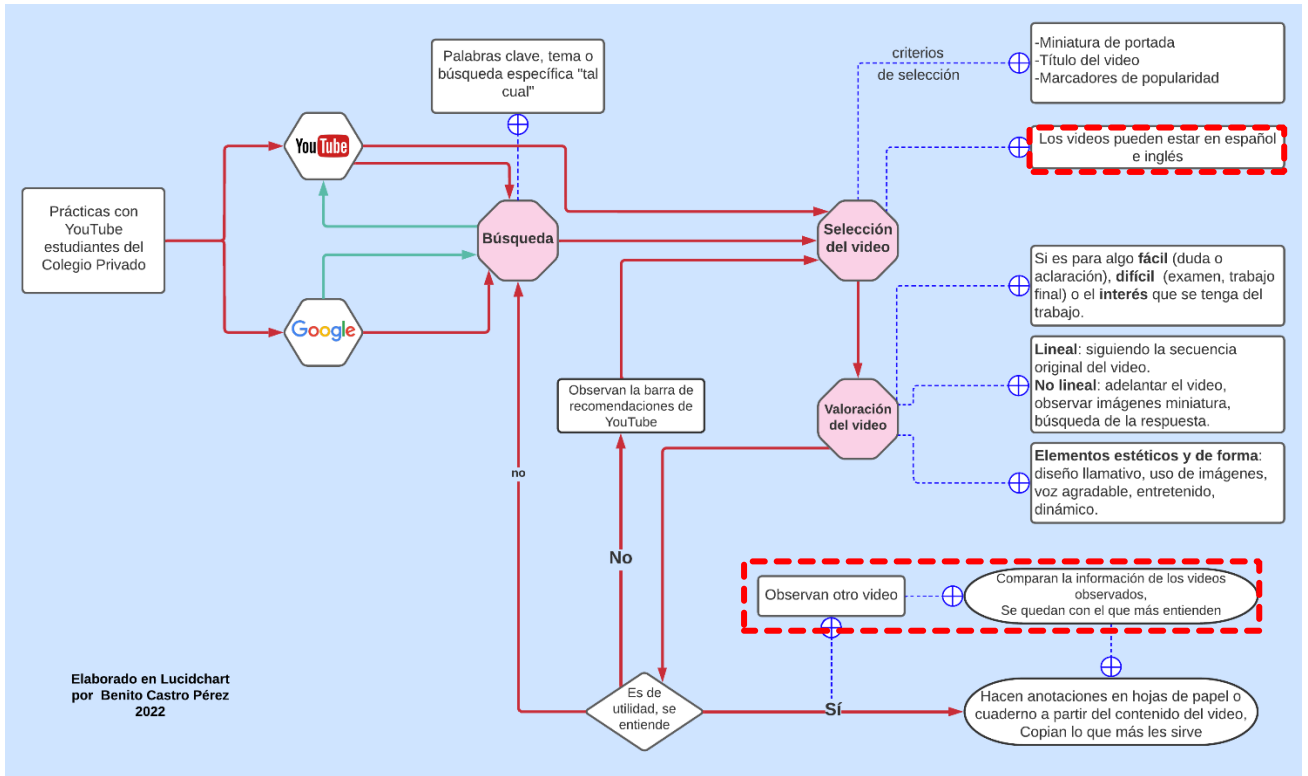 Palabras clave, tema o
búsqueda específica "tal
cual"
criterios
de selección
-Miniatura de portada
-Título del video
-Marcadores de popularidad
YouTube
Los videos pueden estar en español
e inglés
Prácticas con
YouTube
estudiantes del
Colegio Privado
Búsqueda
Selección
del video
Google
Si es para algo fácil (duda o
aclaración), difícil (examen, trabajo
final) o el interés que se tenga del
trabajo.
Lineal: siguiendo la secuencia
original del video.
No lineal: adelantar el video,
observar imágenes miniatura,
búsqueda de la respuesta.
Observan la barra de
recomendaciones de
YouTube
Valoración
del video
Elementos estéticos y de forma:
diseño llamativo, uso de imágenes,
voz agradable, entretenido,
dinámico.
no
No
Observan otro video
Comparan la información de los videos
observados,
Se quedan con el que más entienden
Elaborado en Lucidchart
por Benito Castro Pérez
2022
Es de
utilidad, se
entiende
Sí
Hacen anotaciones en hojas de papel o
cuaderno a partir del contenido del video,
Copian lo que más les sirve